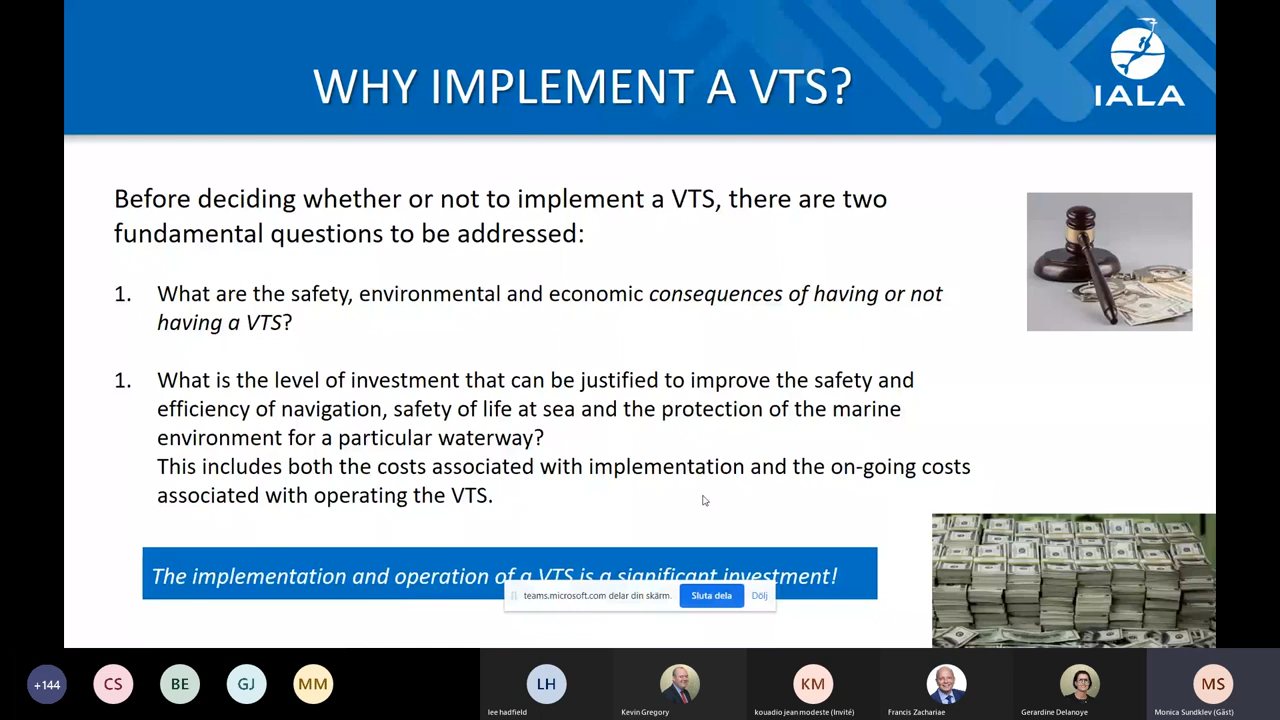 WHY IMPLEMENT A VTS?
IALA
Before deciding whether or not to implement a VTS, there are two
fundamental questions to be addressed:
1. What are the safety, environmental and economic consequences of having or not
having a VTS?
1. What is the level of investment that can be justified to improve the safety and
efficiency of navigation, safety of life at sea and the protection of the marine
environment for a particular waterway?
This includes both the costs associated with implementation and the on-going costs
associated with operating the VTS.
The implementation and operation of a VTS is a significant investment!
teams.microsoft.com delar din skärm.
Sluta dela
Dölj
+144
CS
BE
GJ
MM
LH
KM
MS
lee hadfield
Kevin Gregory
kouadio jean modeste (Invité)
Francis Zachariae
Gerardine Delanoye
Monica Sundklev (Gäst)